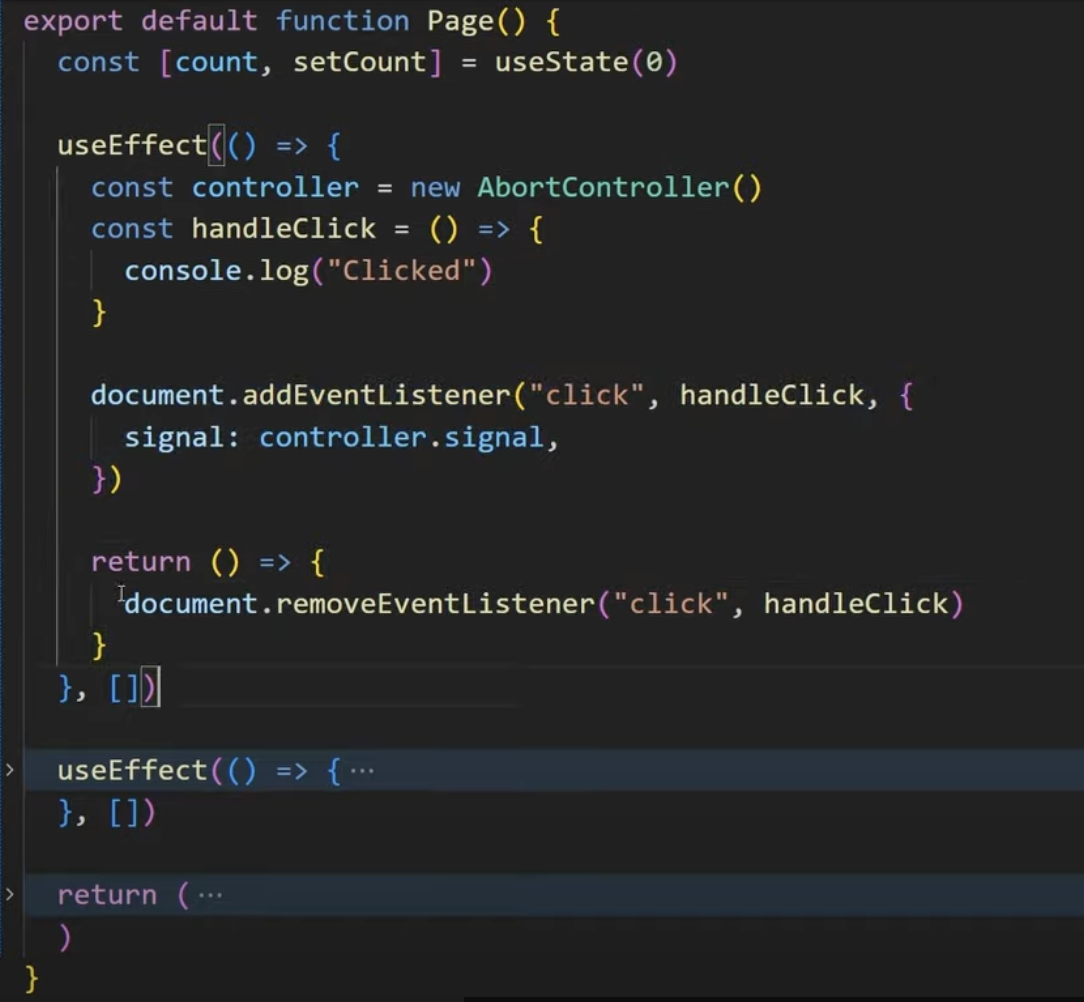 export default function Page() {
  const [count, setCount] = useState(0)

  useEffect(() => {
    const controller = new AbortController()
    const handleClick = () => {
      console.log("Clicked")
    }

    document.addEventListener("click", handleClick, {
      signal: controller.signal,
    })

    return () => {
      document.removeEventListener("click", handleClick)
    }
  }, [])

  useEffect(() => { ···
  }, [])

  return ( ···
  )
}